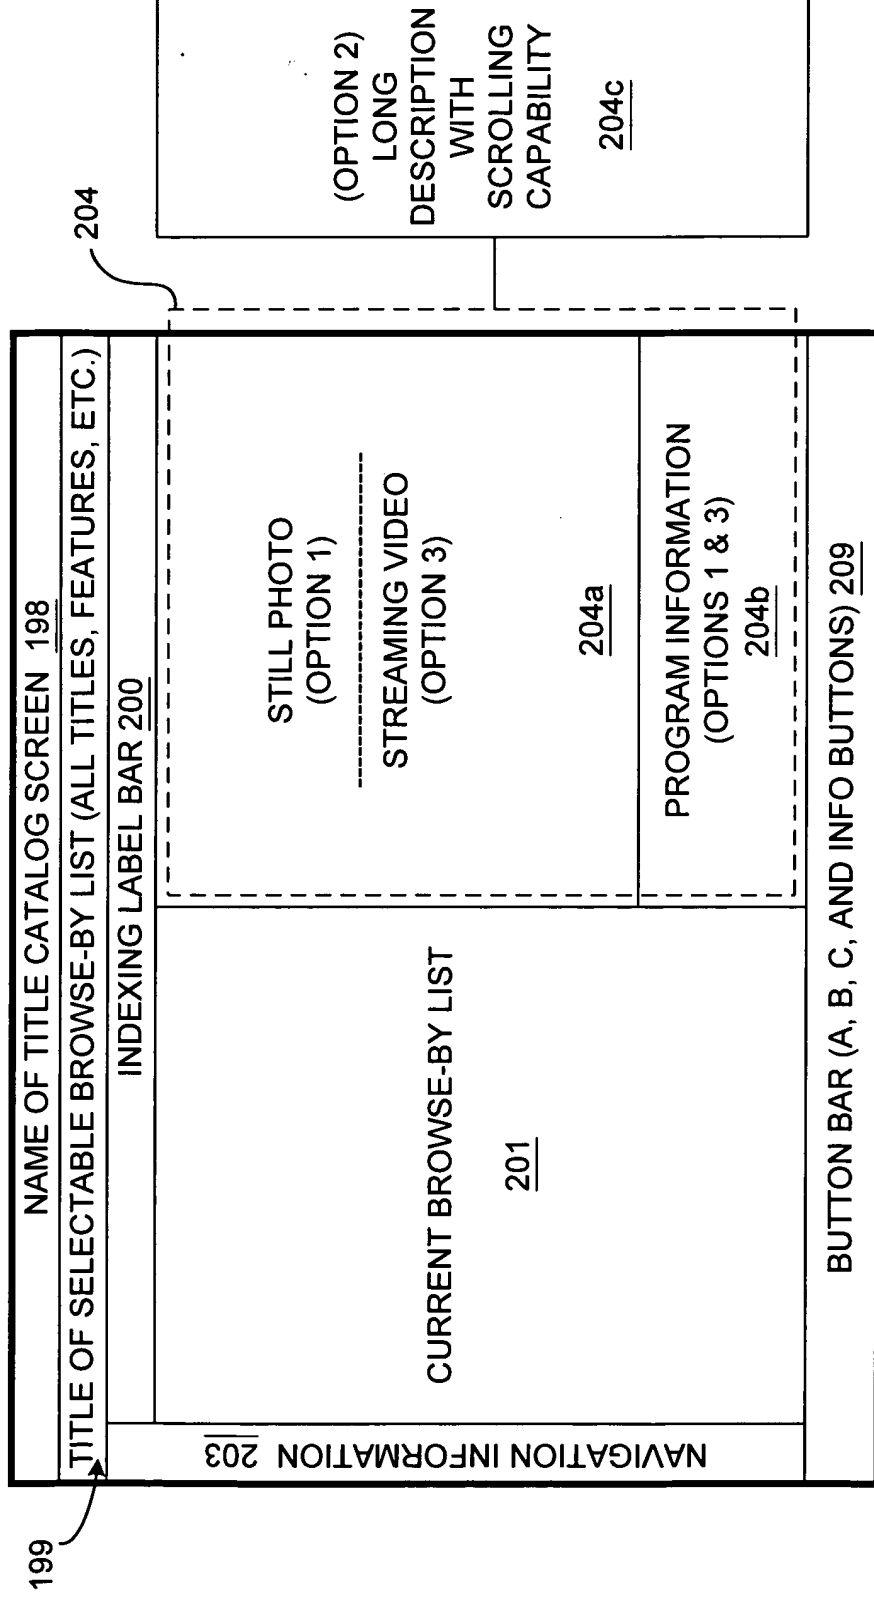 NAME OF TITLE CATALOG SCREEN 198
TITLE OF SELECTABLE BROWSE-BY LIST (ALL TITLES, FEATURES, ETC.)
199
INDEXING LABEL BAR 200
NAVIGATION INFORMATION 203
CURRENT BROWSE-BY LIST
201
204
STILL PHOTO
(OPTION 1)
STREAMING VIDEO
(OPTION 3)
204a
PROGRAM INFORMATION
(OPTIONS 1 & 3)
204b
(OPTION 2)
LONG
DESCRIPTION
WITH
SCROLLING
CAPABILITY
204c
BUTTON BAR (A, B, C, AND INFO BUTTONS) 209